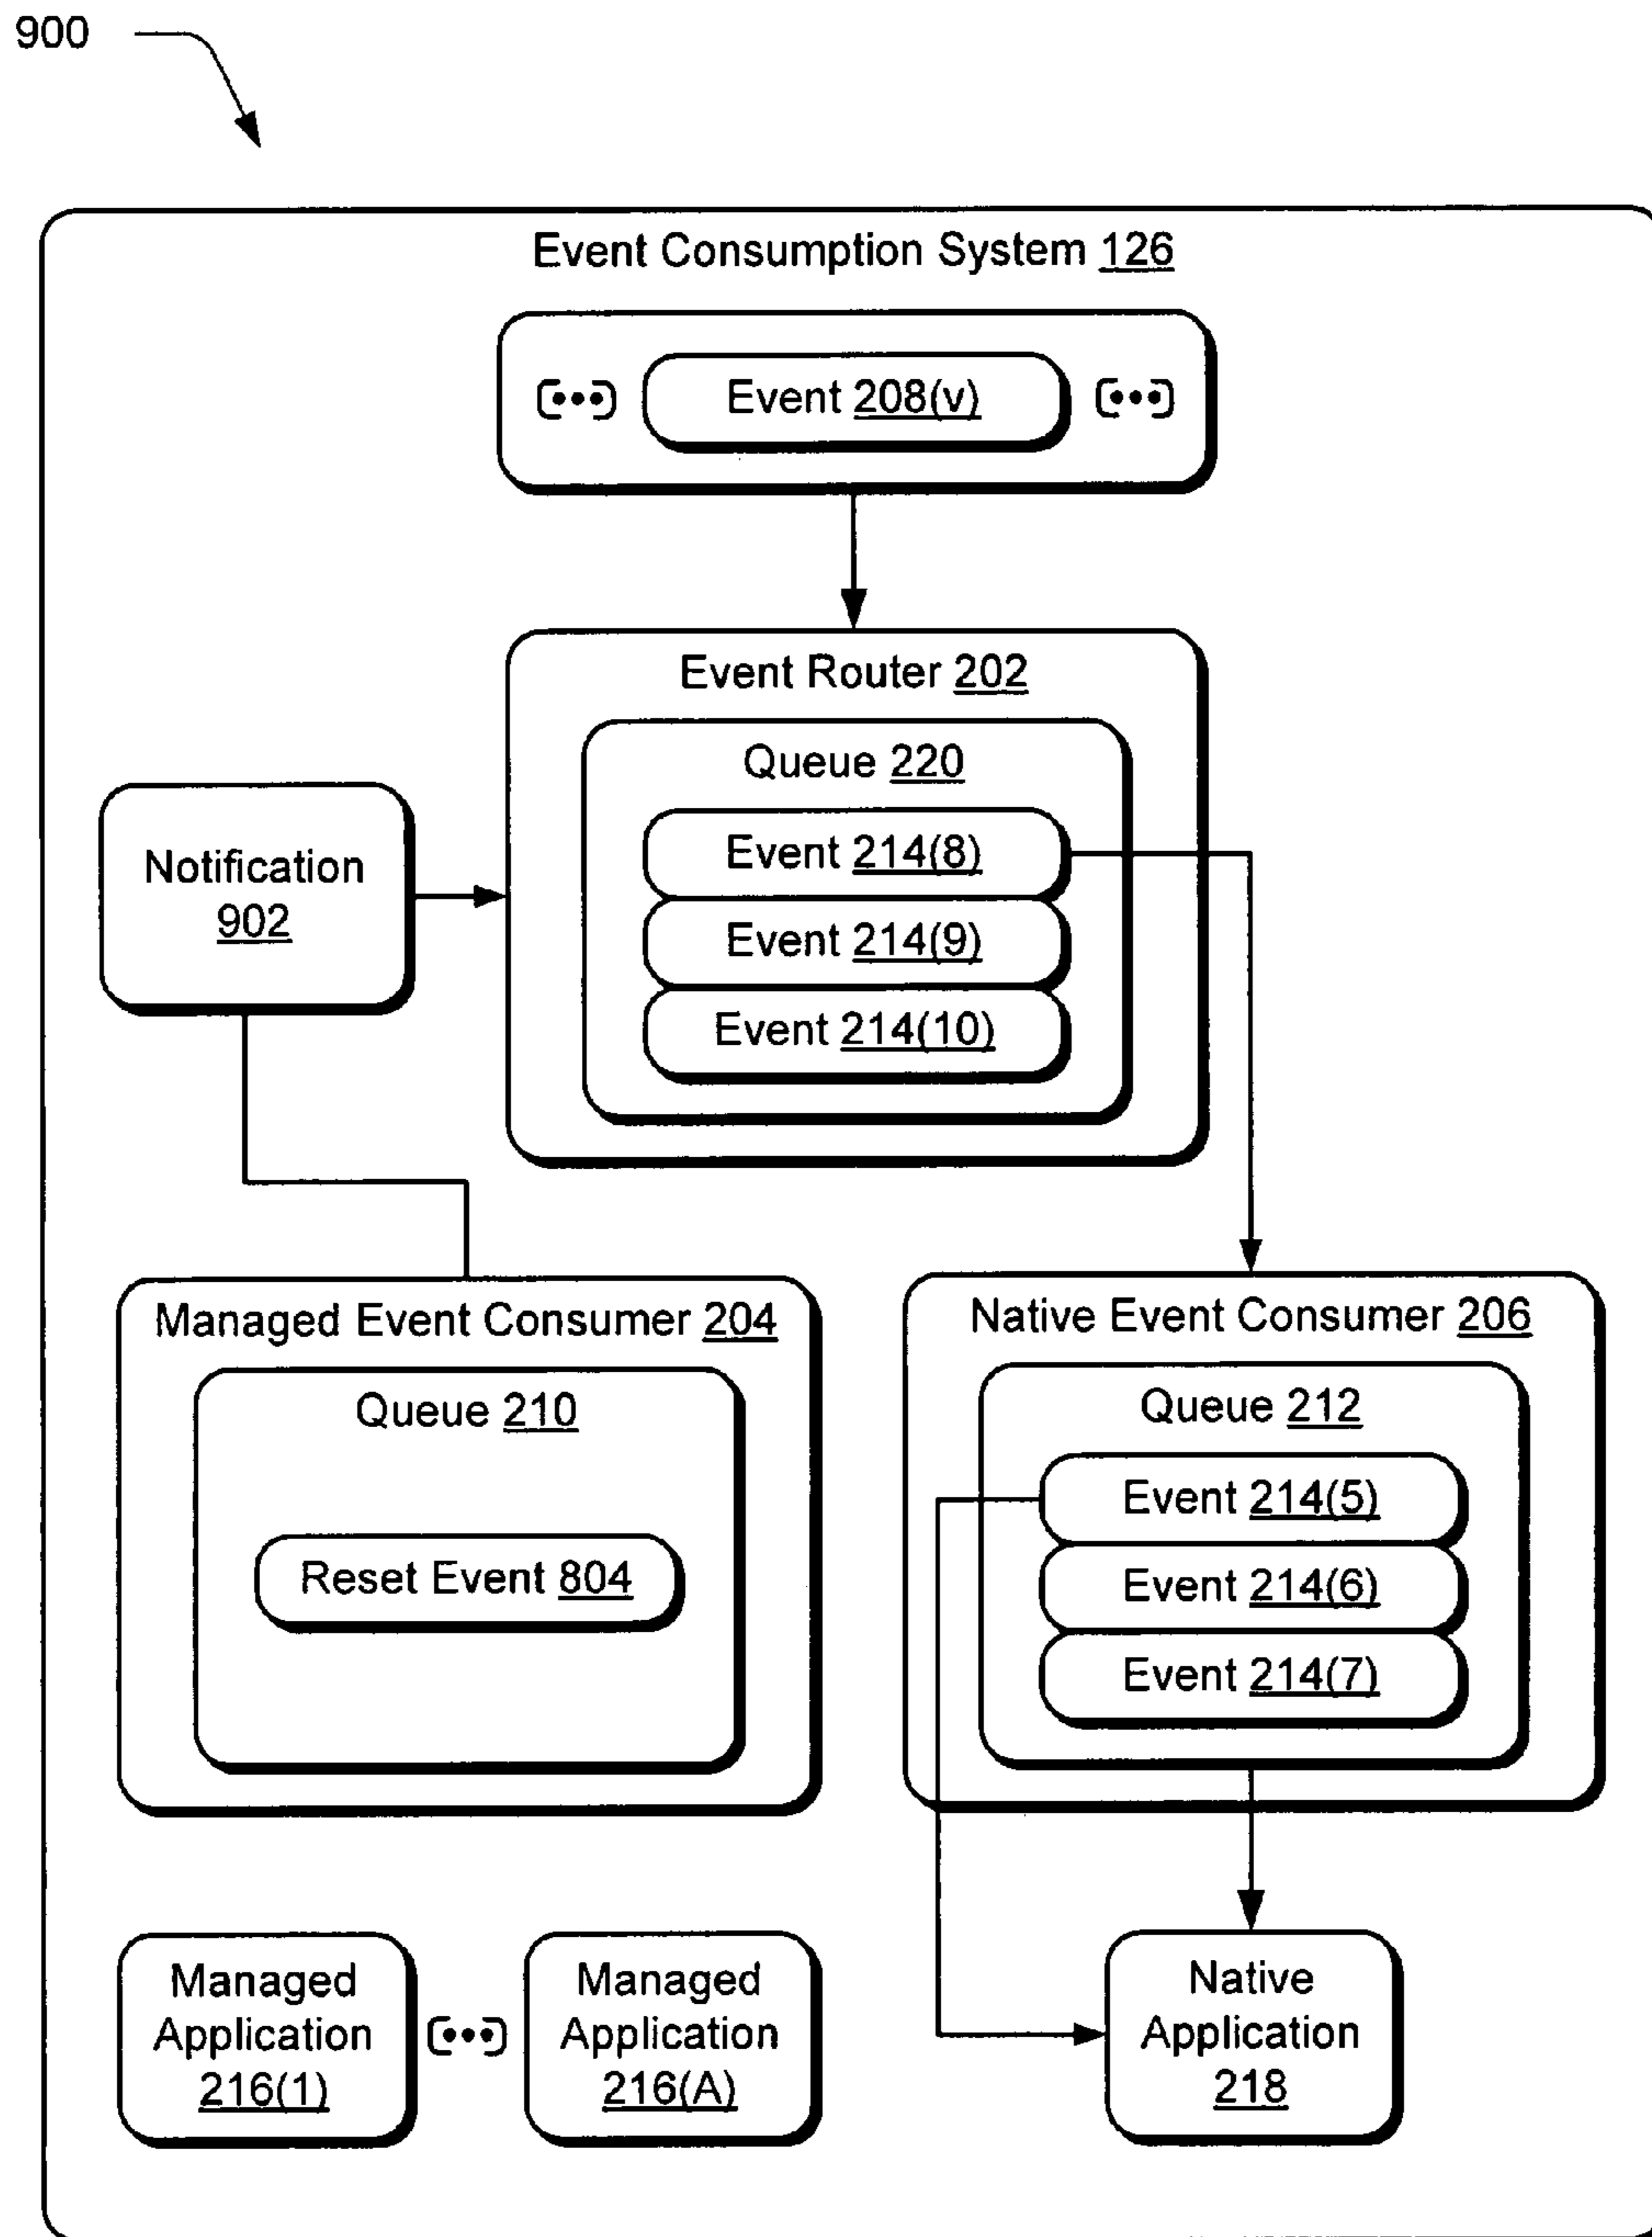 900
Event Consumption System 126
Event 208(v)
Event Router 202
Queue 220
Event 214(8)
Event 214(9)
Event 214(10)
Notification
902
Managed Event Consumer 204
Queue 210
Reset Event 804
Native Event Consumer 206
Queue 212
Event 214(5)
Event 214(6)
Event 214(7)
Managed
Application
216(1)
Managed
Application
216(A)
Native
Application
218